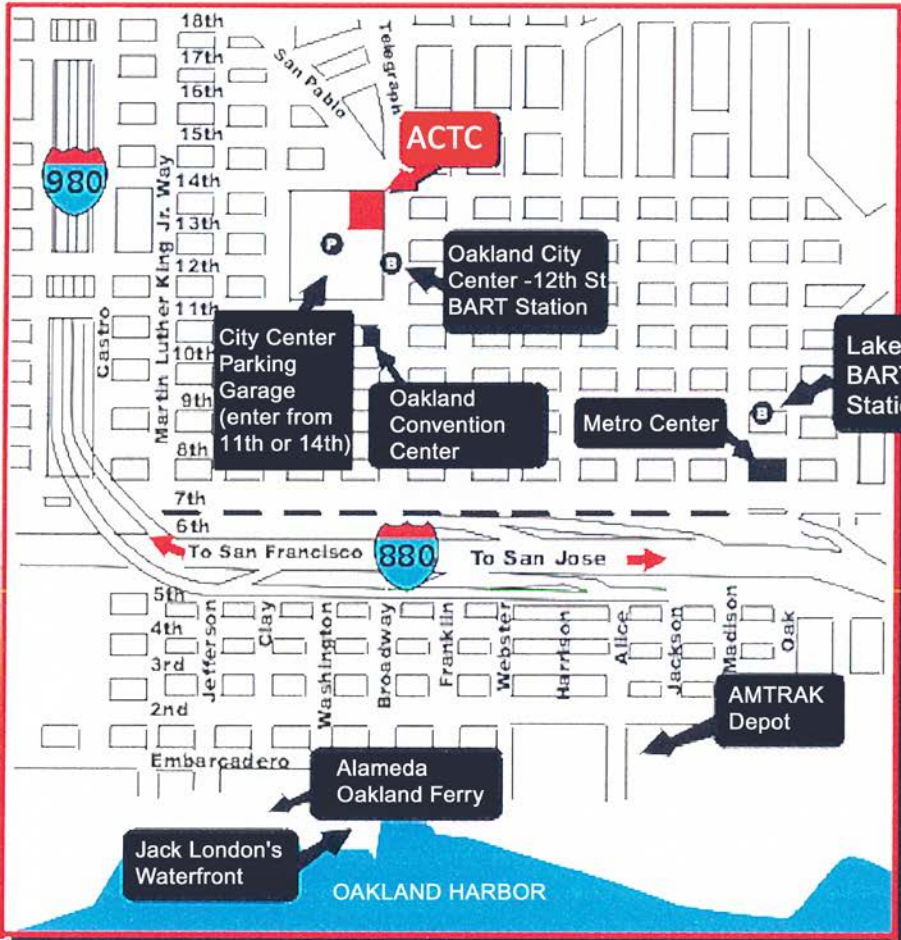 18th
17th
16th
15th
14th
13th
12th
11th
10th
9th
8th
7th
6th
5th
4th
3rd
2nd
Embarcadero
San Pablo
Telegraph
ACTC
980
Martin Luther King Jr. Way
Castro
P
B
Oakland City
Center -12th St
BART Station
City Center
Parking
Garage
(enter from
11th or 14th)
Oakland
Convention
Center
Metro Center
B
Lake
BART
Stati
To San Francisco
880
To San Jose
Jefferson
Clay
Washington
Broadway
Franklin
Webster
Harrison
Alice
Jackson
Madison
Oak
AMTRAK
Depot
Alameda
Oakland Ferry
Jack London's
Waterfront
OAKLAND HARBOR